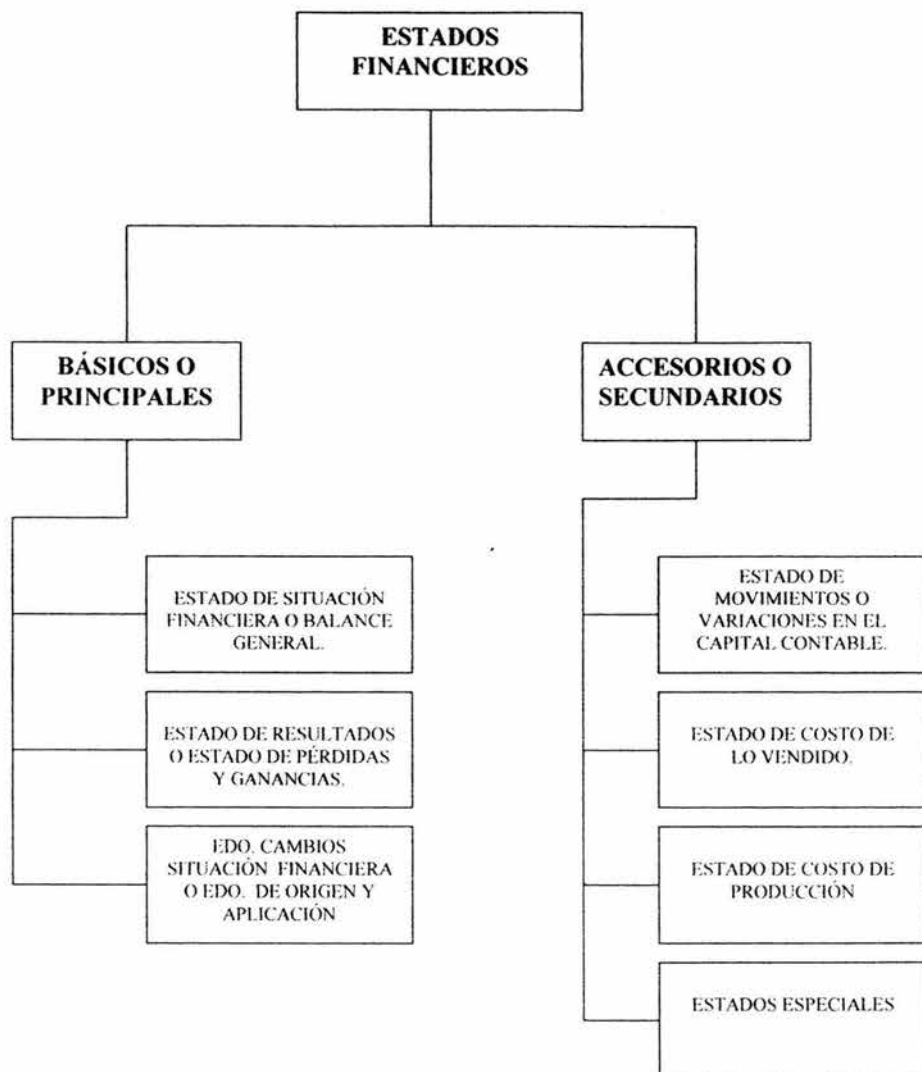 ESTADOS
FINANCIEROS
BÁSICOS O
PRINCIPALES
ESTADO DE SITUACIÓN
FINANCIERA O BALANCE
GENERAL.
ESTADO DE RESULTADOS
O ESTADO DE PÉRDIDAS
Y GANANCIAS.
EDO. CAMBIOS
SITUACIÓN FINANCIERA
O EDO. DE ORIGEN Y
APLICACIÓN
ACCESORIOS O
SECUNDARIOS
ESTADO DE
MOVIMIENTOS O
VARIACIONES EN EL
CAPITAL CONTABLE.
ESTADO DE COSTO DE
LO VENDIDO.
ESTADO DE COSTO DE
PRODUCCIÓN
ESTADOS ESPECIALES